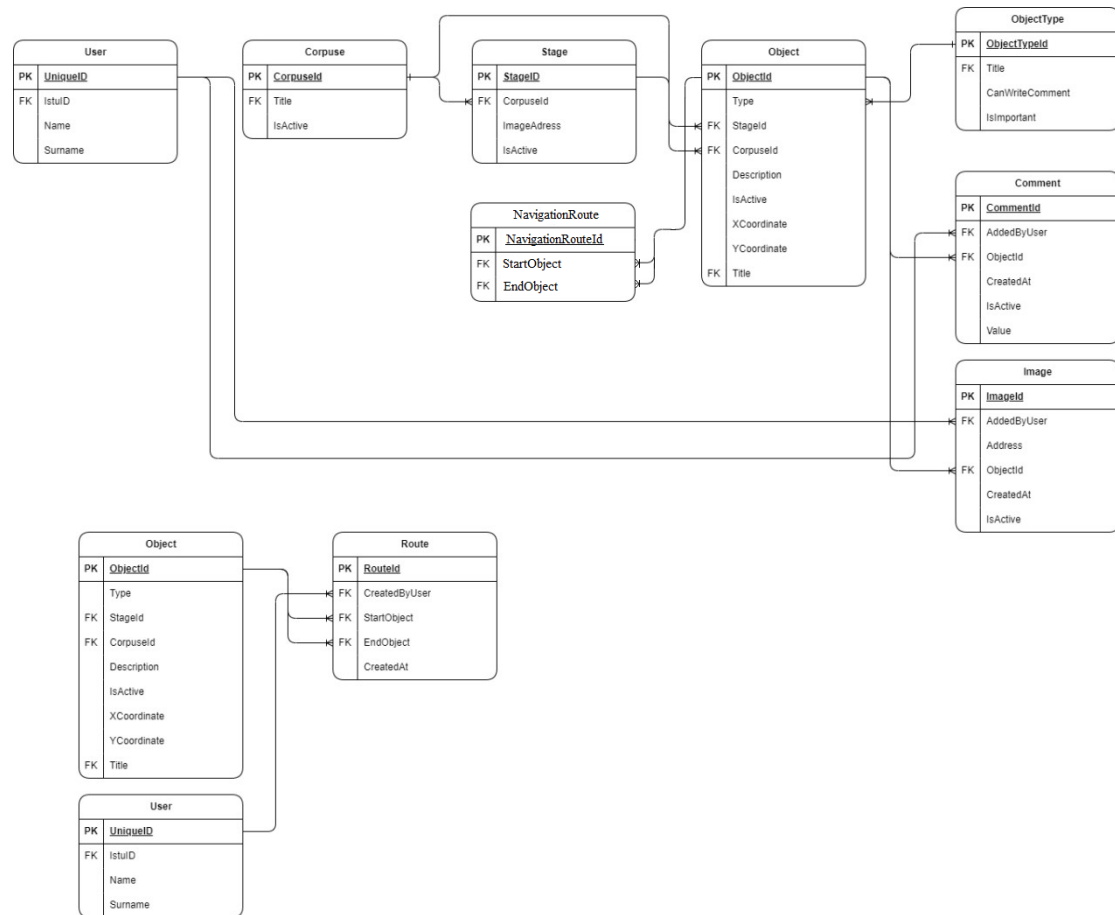 User
PK UniqueID
FK IstuID
Name
Surname
Corpuse
PK CorpuseId
FK Title
IsActive
Stage
PK StageID
FK CorpuseId
ImageAdress
IsActive
Object
PK ObjectId
Type
FK StageId
FK CorpuseId
Description
IsActive
XCoordinate
YCoordinate
FK Title
ObjectType
PK ObjectTypeId
FK Title
CanWriteComment
IsImportant
NavigationRoute
PK NavigationRouteId
FK StartObject
FK EndObject
Comment
PK CommentId
FK AddedByUser
FK ObjectId
CreatedAt
IsActive
Value
Image
PK ImageId
FK AddedByUser
Address
FK ObjectId
CreatedAt
IsActive
Object
PK ObjectId
Type
FK StageId
FK CorpuseId
Description
IsActive
XCoordinate
YCoordinate
FK Title
Route
PK RouteId
FK CreatedByUser
FK StartObject
FK EndObject
CreatedAt
User
PK UniqueID
FK IstuID
Name
Surname